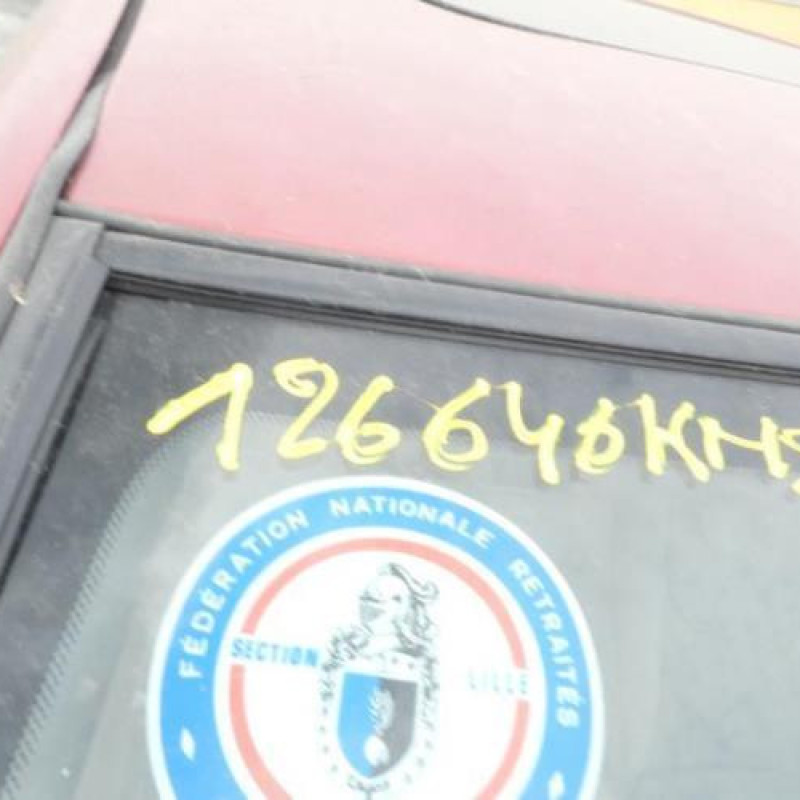 126640KMS
FÉDÉRATION NATIONALE RETRAITÉS
SECTION LILLE